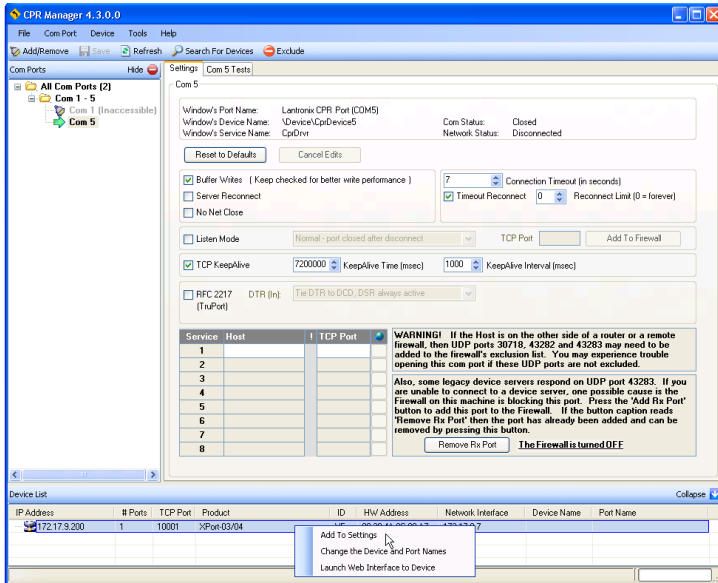 CPR Manager 4.3.0.0
File Com Port Device Tools Help
Add/Remove Save Refresh Search For Devices Exclude
Com Ports Hide
All Com Ports (2)
Com 1 - 5
Com 1 (Inaccessible)
Com 5
Settings Com 5 Tests
Com 5
Window's Port Name: Lantronix CPR Port (COM5)
Window's Device Name: \Device\CprDevice5 Com Status: Closed
Window's Service Name: CprDrvr Network Status: Disconnected
Reset to Defaults Cancel Edits
Buffer Writes ( Keep checked for better write performance ) 7 Connection Timeout (in seconds)
Server Reconnect Timeout Reconnect 0 Reconnect Limit (0 = forever)
No Net Close
Listen Mode Normal - port closed after disconnect TCP Port Add To Firewall
TCP KeepAlive 7200000 KeepAlive Time (msec) 1000 KeepAlive Interval (msec)
RFC 2217 DTR (In): Tie DTR to DCD, DSR always active
(TruPort)
Service Host ! TCP Port
1
2
3
4
5
6
7
8
WARNING! If the Host is on the other side of a router or a remote
firewall, then UDP ports 30718, 43282 and 43283 may need to be
added to the firewall's exclusion list. You may experience trouble
opening this com port if these UDP ports are not excluded.
Also, some legacy device servers respond on UDP port 43283. If you
are unable to connect to a device server, one possible cause is the
Firewall on this machine is blocking this port. Press the 'Add Rx Port'
button to add this port to the Firewall. If the button caption reads
'Remove Rx Port' then the port has already been added and can be
removed by pressing this button.
Remove Rx Port The Firewall is turned OFF
Device List Collapse
IP Address # Ports TCP Port Product ID HW Address Network Interface Device Name Port Name
172.17.9.200 1 10001 XPort-03/04
Add To Settings
Change the Device and Port Names
Launch Web Interface to Device